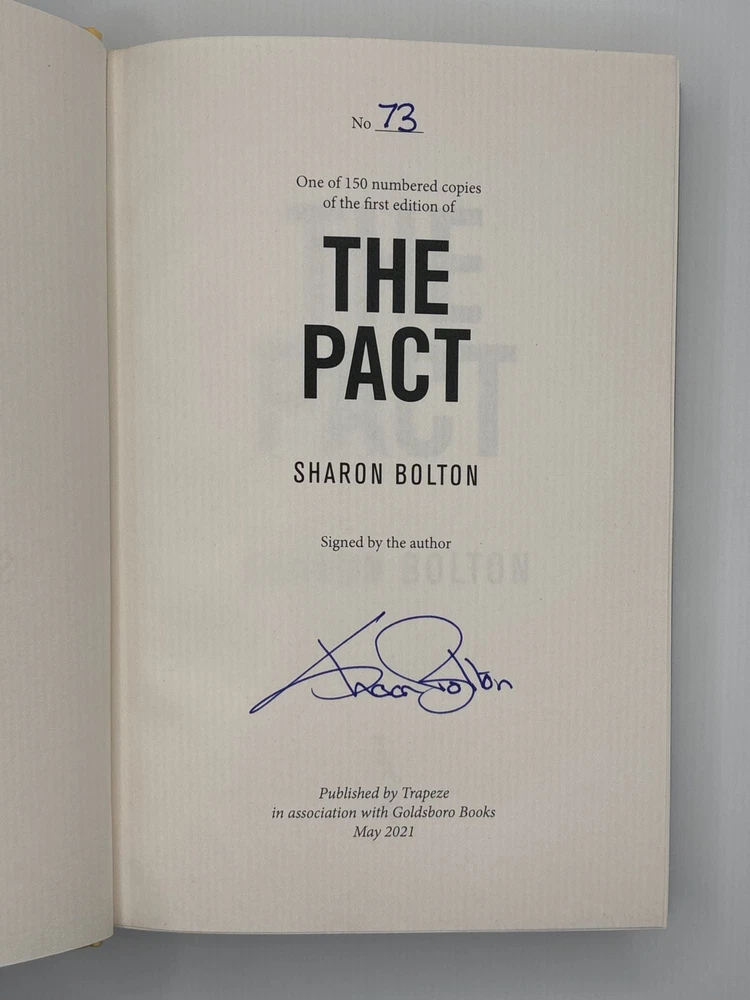 No 73
One of 150 numbered copies
of the first edition of
THE
PACT
SHARON BOLTON
Signed by the author
Sharon Bolton
Published by Trapeze
in association with Goldsboro Books
May 2021